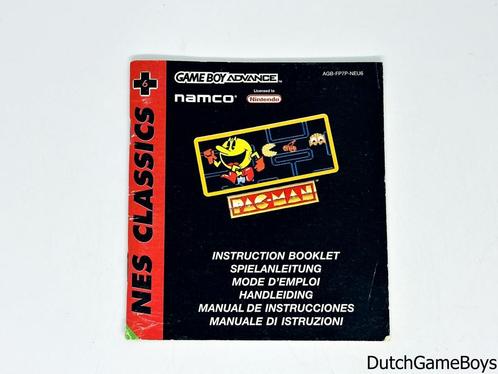 NES CLASSICS
6
GAME BOY ADVANCE
AGB-FP7P-NEU6
namco
Licensed to
Nintendo
PAC-MAN
INSTRUCTION BOOKLET
SPIELANLEITUNG
MODE D'EMPLOI
HANDLEIDING
MANUAL DE INSTRUCCIONES
MANUALE DI ISTRUZIONI
DutchGameBoys